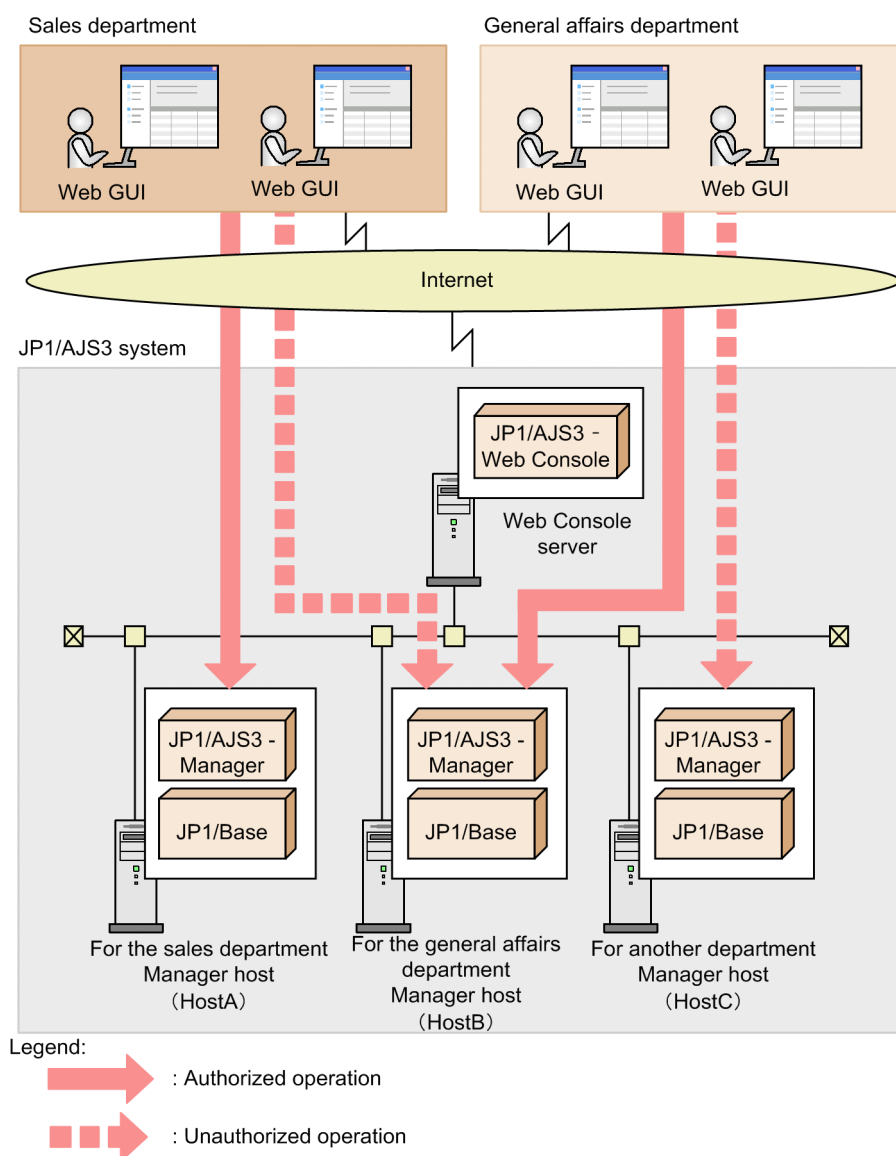 Sales department
General affairs department
Web GUI
Web GUI
Web GUI
Web GUI
Internet
JP1/AJS3 system
JP1/AJS3 -
Web Console
Web Console
server
JP1/AJS3 -
Manager
JP1/Base
JP1/AJS3 -
Manager
JP1/Base
JP1/AJS3 -
Manager
JP1/Base
For the sales department
Manager host
（HostA）
For the general affairs
department
Manager host
（HostB）
For another department
Manager host
（HostC）
Legend:
: Authorized operation
: Unauthorized operation